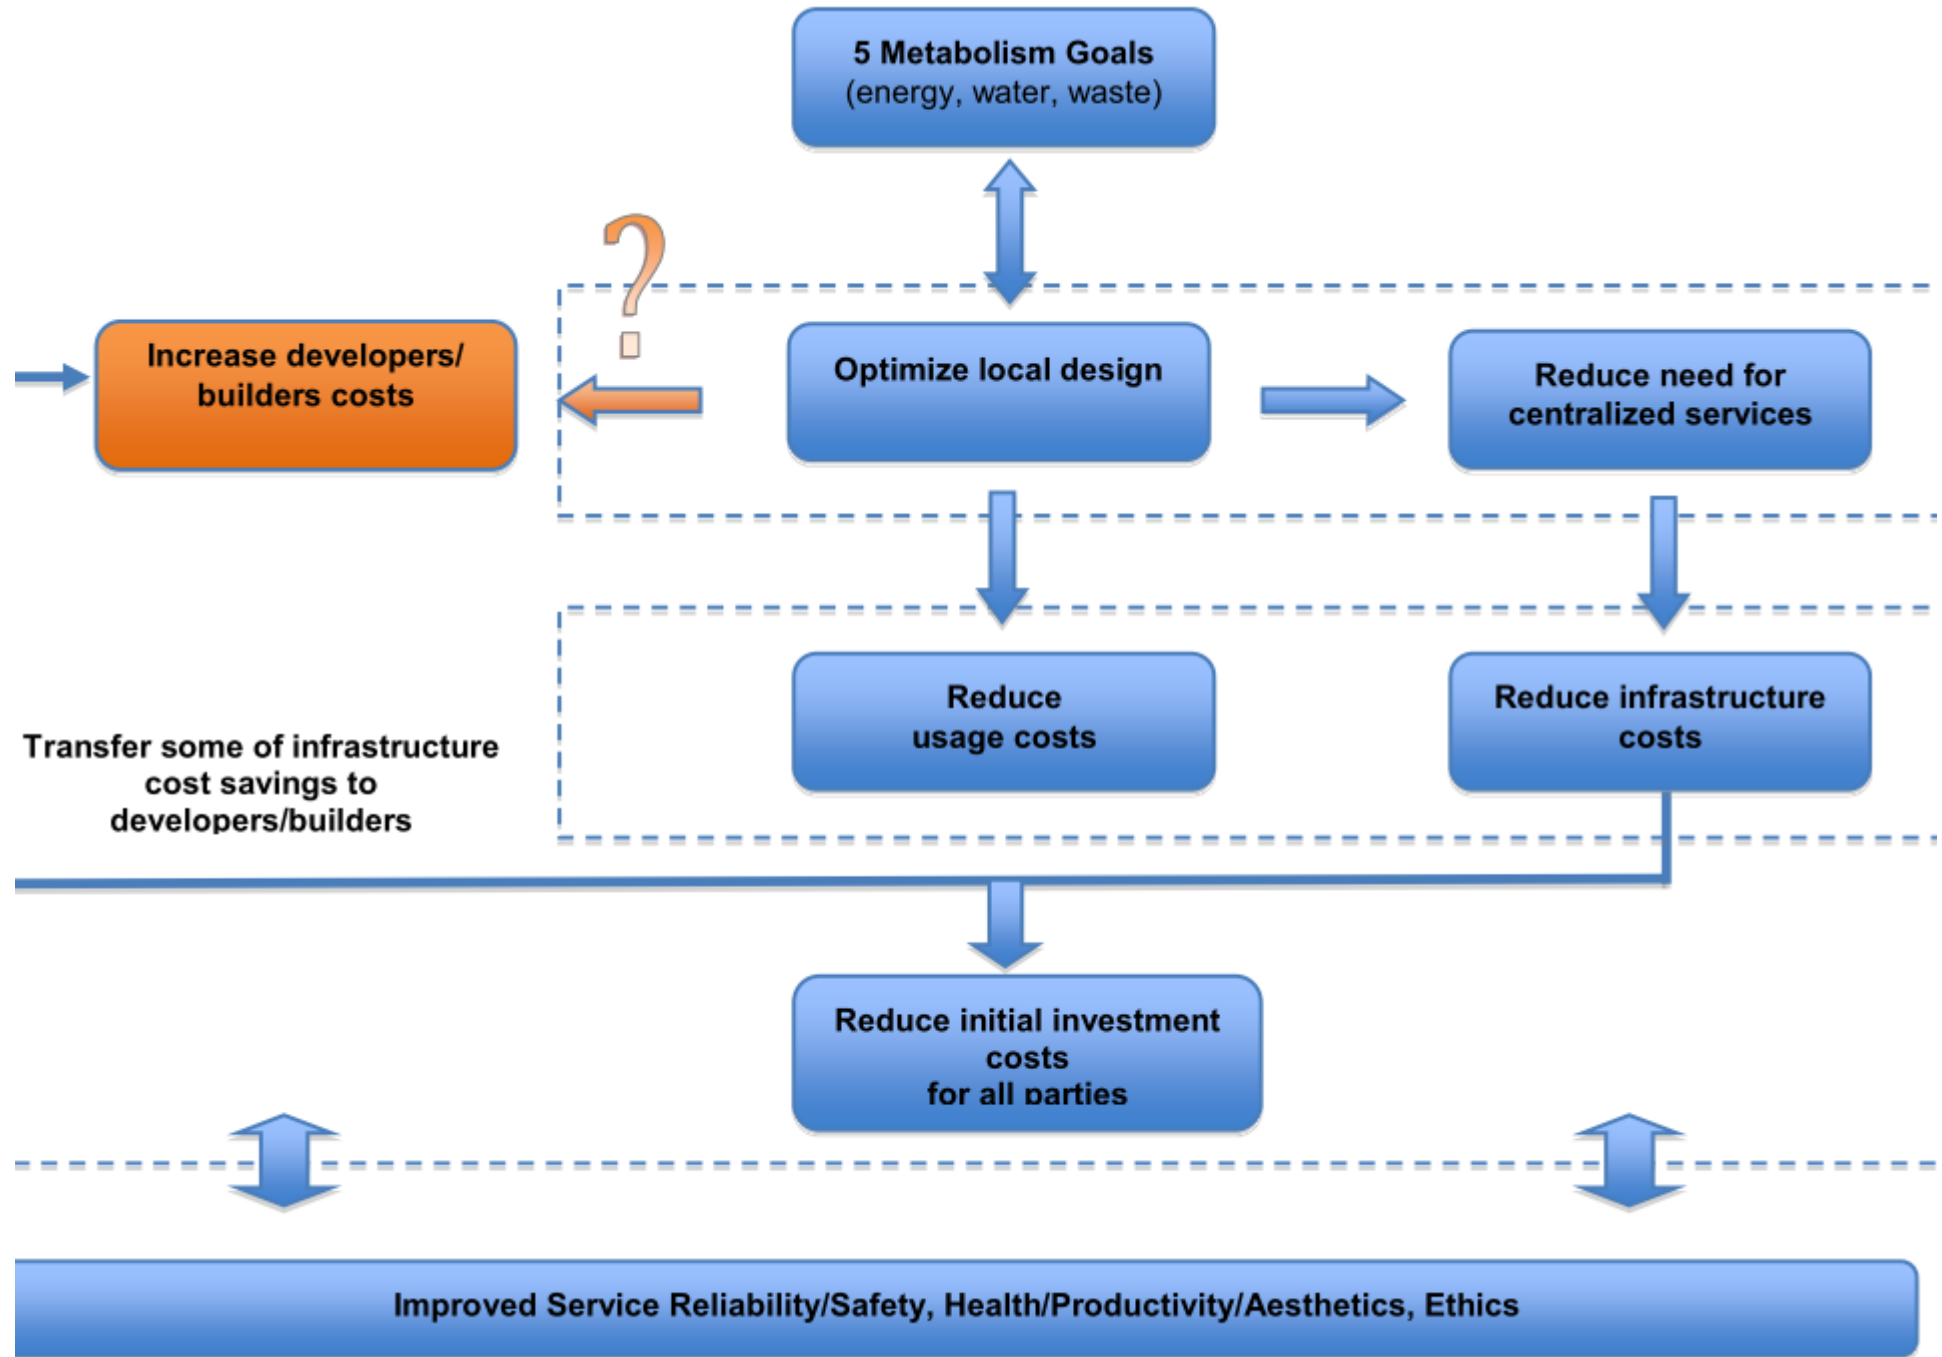 5 Metabolism Goals
(energy, water, waste)
?
Increase developers/
builders costs
Optimize local design
Reduce need for
centralized services
Reduce
usage costs
Reduce infrastructure
costs
Transfer some of infrastructure
cost savings to
developers/builders
Reduce initial investment
costs
for all parties
Improved Service Reliability/Safety, Health/Productivity/Aesthetics, Ethics